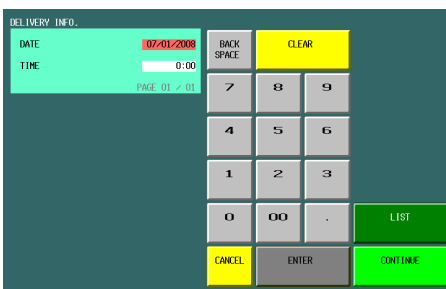 DELIVERY INFO.
DATE 07/01/2008
TIME 0:00
PAGE 01 / 01
BACK SPACE
CLEAR
7 8 9
4 5 6
1 2 3
0 00 .
LIST
CANCEL
ENTER
CONTINUE